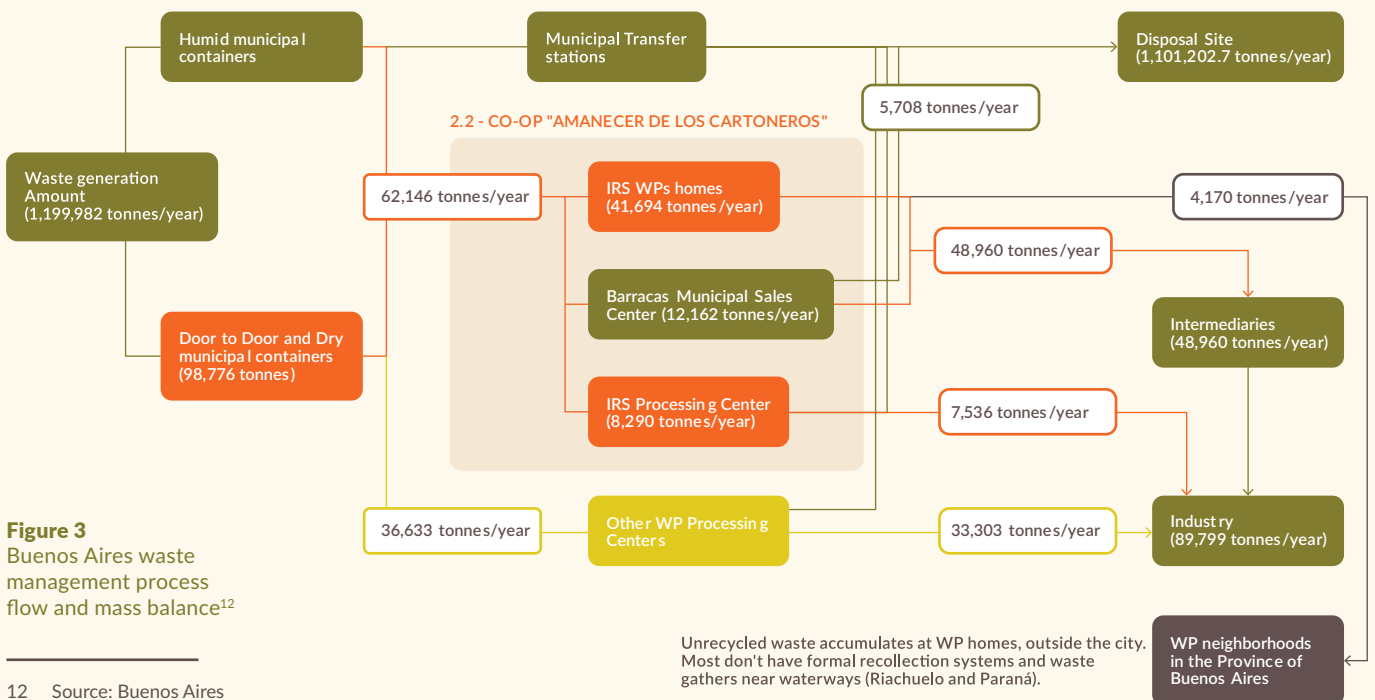 Humid municipal
containers
Municipal Transfer
stations
Disposal Site
(1,101,202.7 tonnes/year)
5,708 tonnes/year
2.2 - CO-OP "AMANECER DE LOS CARTONEROS"
Waste generation
Amount
(1,199,982 tonnes/year)
62,146 tonnes/year
IRS WPs homes
(41,694 tonnes/year)
4,170 tonnes/year
48,960 tonnes/year
Barracas Municipal Sales
Center (12,162 tonnes/year)
Intermediaries
(48,960 tonnes/year)
Door to Door and Dry
municipal containers
(98,776 tonnes)
IRS Processing Center
(8,290 tonnes/year)
7,536 tonnes/year
36,633 tonnes/year
Other WP Processing
Centers
33,303 tonnes/year
Industry
(89,799 tonnes/year)
Figure 3
Buenos Aires waste
management process
flow and mass balance12
Unrecycled waste accumulates at WP homes, outside the city.
Most don't have formal recollection systems and waste
gathers near waterways (Riachuelo and Paraná).
WP neighborhoods
in the Province of
Buenos Aires
12 Source: Buenos Aires